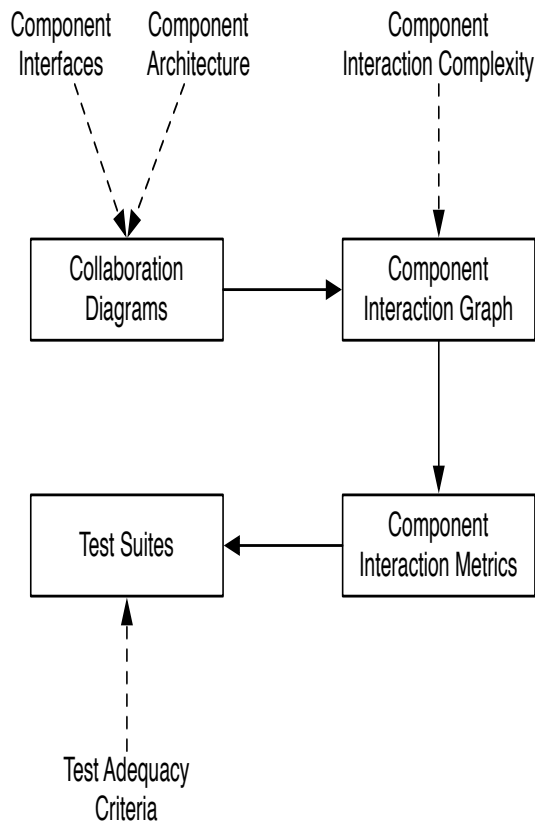 Component
Interfaces
Component
Architecture
Component
Interaction Complexity
Collaboration
Diagrams
Component
Interaction Graph
Test Suites
Component
Interaction Metrics
Test Adequacy
Criteria